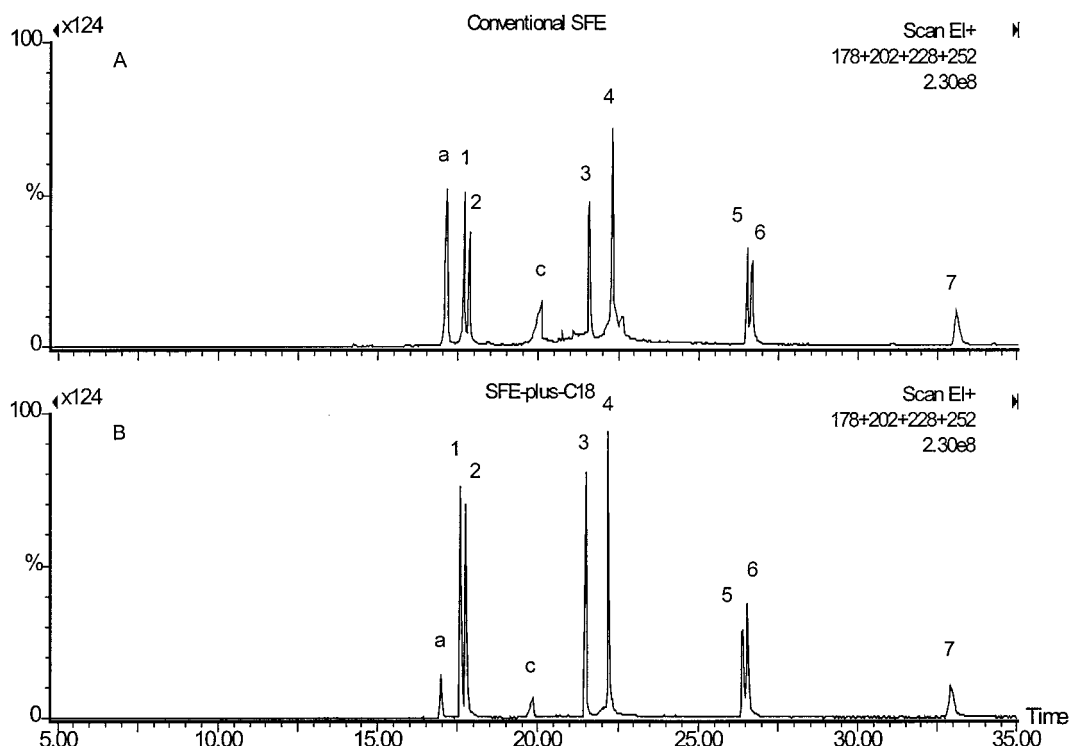 Conventional SFE
100
x124
A
Scan EI+
178+202+228+252
2.30e8
4
a
1
2
3
%
5
6
c
7
0
SFE-plus-C18
100
x124
B
Scan EI+
178+202+228+252
2.30e8
4
1
2
3
%
6
5
a
c
7
0
Time
5.00 10.00 15.00 20.00 25.00 30.00 35.00